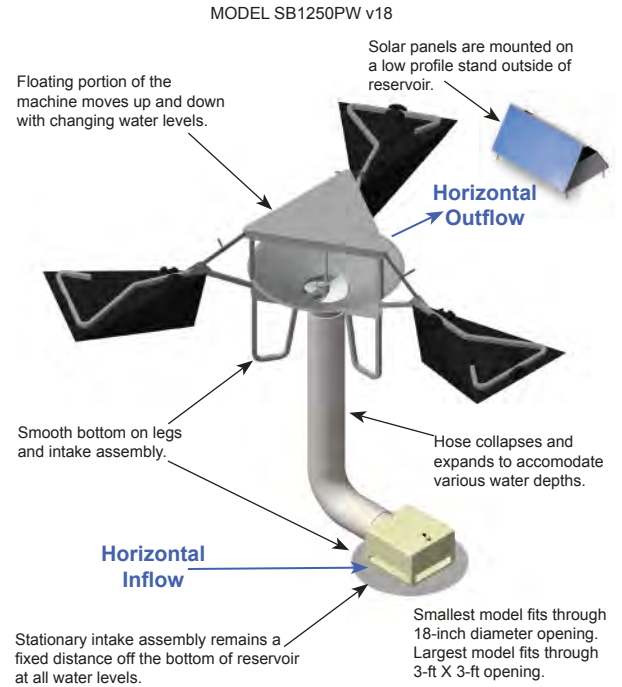 MODEL SB1250PW v18
Solar panels are mounted on
a low profile stand outside of
reservoir.
Floating portion of the
machine moves up and down
with changing water levels.
Horizontal
Outflow
Smooth bottom on legs
and intake assembly.
Hose collapses and
expands to accomodate
various water depths.
Horizontal
Inflow
Stationary intake assembly remains a
fixed distance off the bottom of reservoir
at all water levels.
Smallest model fits through
18-inch diameter opening.
Largest model fits through
3-ft X 3-ft opening.